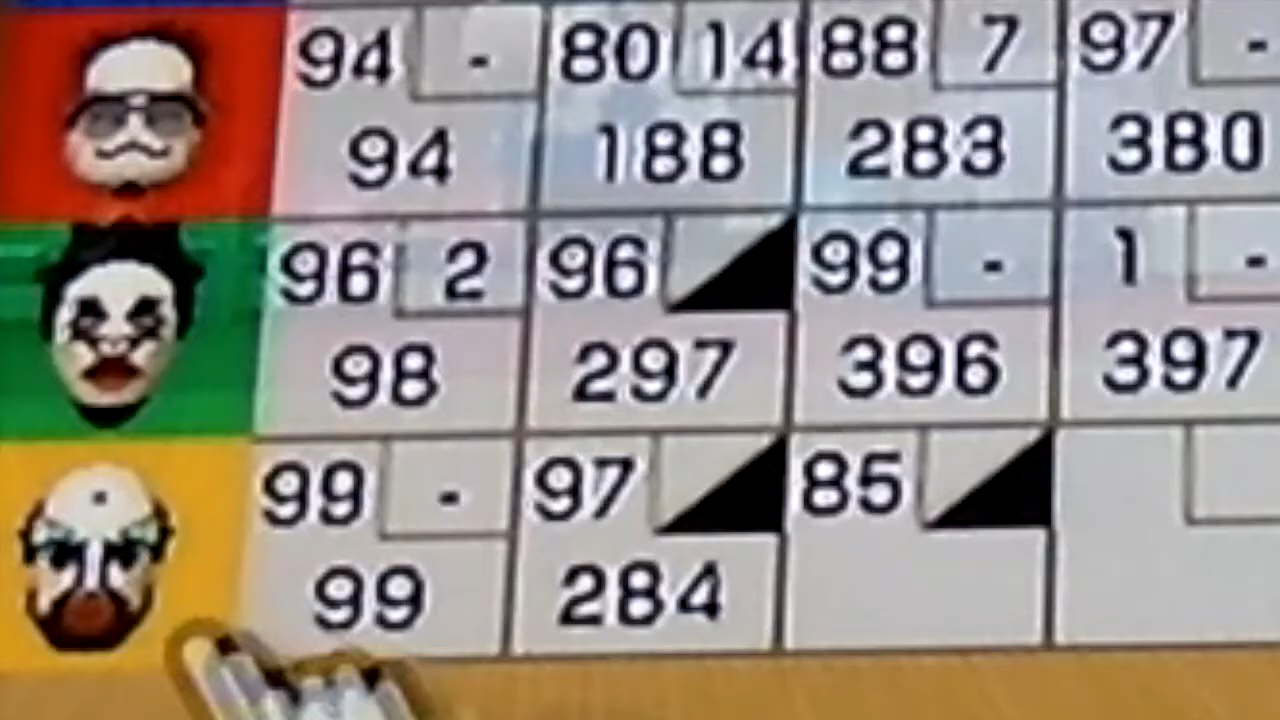 94 - 80 14 88 7 97 -
94 188 283 380
96 2 96 99 - 1 -
98 297 396 397
99 - 97 85
99 284